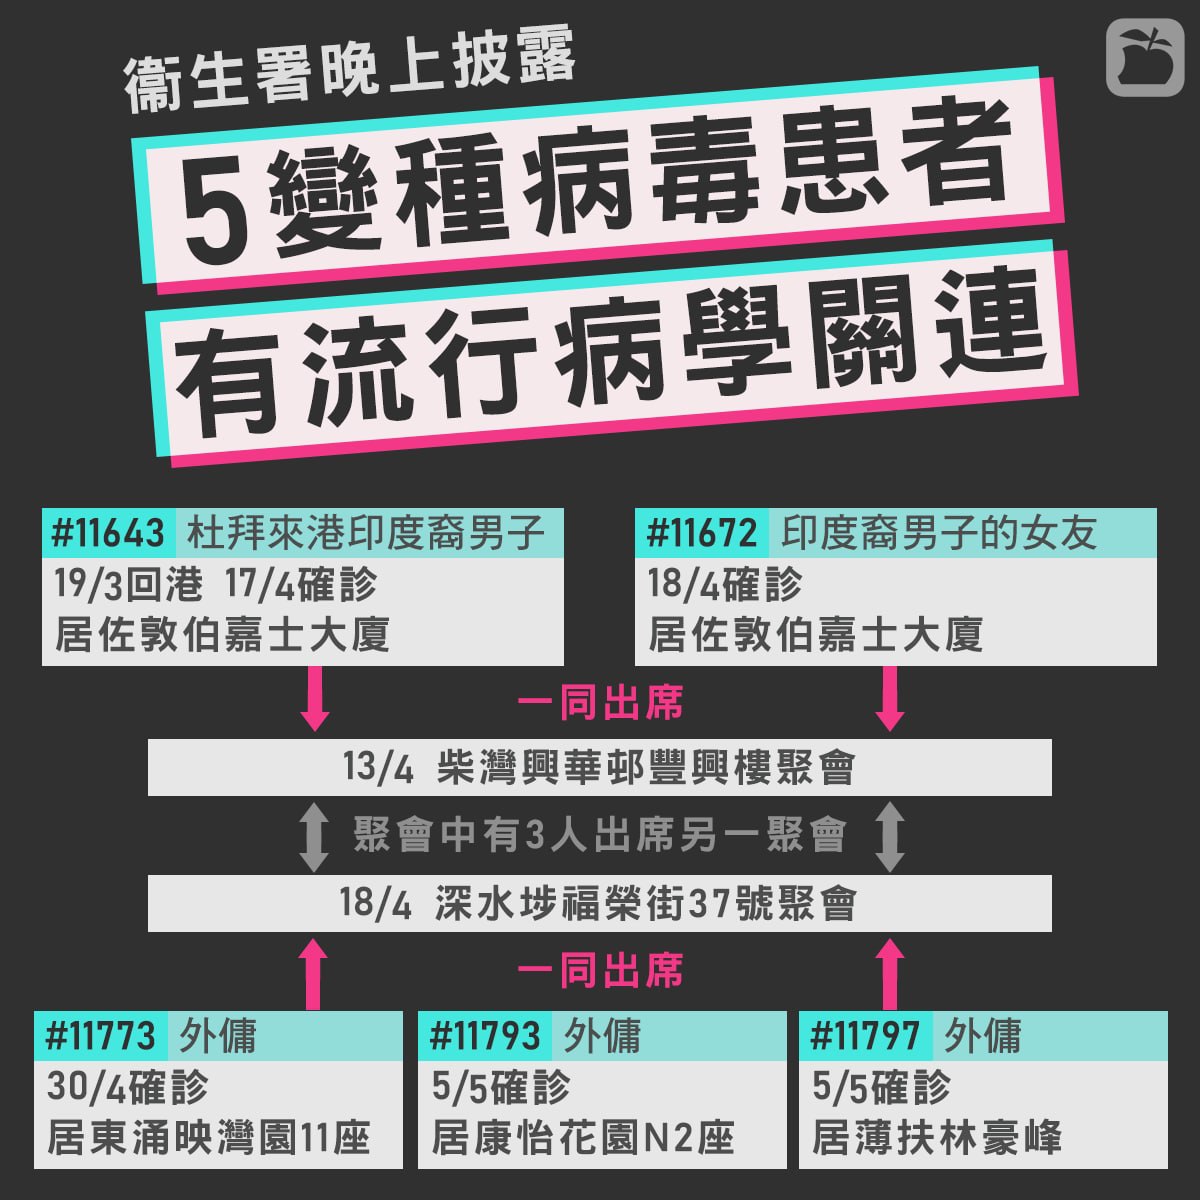 衞生署晚上披露
5變種病毒患者
有流行病學關連
#11643 杜拜來港印度裔男子
19/3回港 17/4確診
居佐敦伯嘉士大廈
#11672 印度裔男子的女友
18/4確診
居佐敦伯嘉士大廈
一同出席
13/4 柴灣興華邨豐興樓聚會
聚會中有3人出席另一聚會
18/4 深水埗福榮街37號聚會
一同出席
#11773 外傭
30/4確診
居東涌映灣園11座
#11793 外傭
5/5確診
居康怡花園N2座
#11797 外傭
5/5確診
居薄扶林豪峰